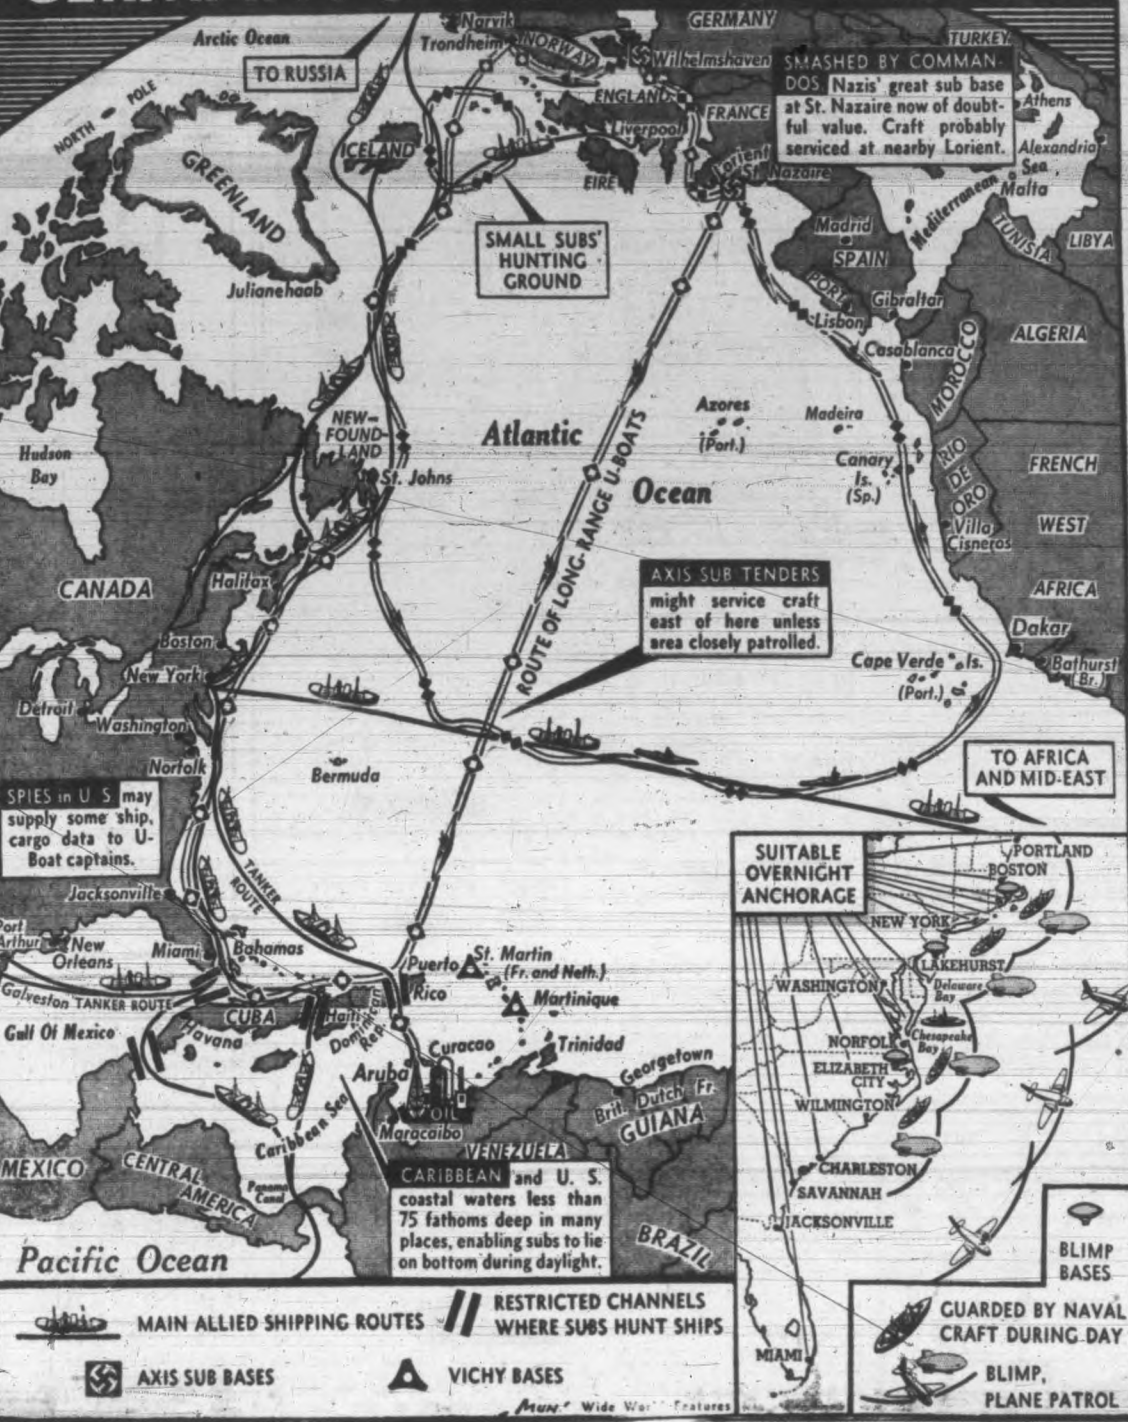 Arctic Ocean
TO RUSSIA
Narvik
Trondheim
NORWAY
GERMANY
Wilhelmshaven
TURKEY
SMASHED BY COMMAN-
DOS. Nazis' great sub base
at St. Nazaire now of doubt-
ful value. Craft probably
serviced at nearby Lorient.
Athens
Alexandria
Mediterranean Sea
Malta
NORTH POLE
ICELAND
ENGLAND
Liverpool
EIRE
FRANCE
Lorient
St. Nazaire
GREENLAND
Julianehaab
SMALL SUBS'
HUNTING
GROUND
Madrid
SPAIN
PORT.
Lisbon
Gibraltar
TUNISIA
LIBYA
ALGERIA
Casablanca
MOROCCO
Hudson
Bay
NEW-
FOUND-
LAND
St. Johns
Atlantic
Ocean
Azores
(Port.)
Madeira
Canary
Is.
(Sp.)
RIO
DE
ORO
Villa
Cisneros
FRENCH
WEST
AFRICA
ROUTE OF LONG-RANGE U-BOATS
CANADA
Halifax
Boston
New York
Detroit
Washington
Norfolk
AXIS SUB TENDERS
might service craft
east of here unless
area closely patrolled.
Dakar
Bathurst
(Br.)
Cape Verde Is.
(Port.)
Bermuda
TO AFRICA
AND MID-EAST
SPIES in U S may
supply some ship,
cargo data to U-
Boat captains.
TANKER
ROUTE
Jacksonville
Port
Arthur
New
Orleans
Miami
Bahamas
Galveston TANKER ROUTE
Gulf Of Mexico
Havana
CUBA
Haiti
Dominican
Rep.
Puerto
Rico
St. Martin
(Fr. and Neth.)
Martinique
Curacao
Aruba
OIL
Trinidad
Maracaibo
Georgetown
Brit. Dutch Fr.
GUIANA
VENEZUELA
Caribbean Sea
MEXICO
CENTRAL
AMERICA
Panama
Canal
CARIBBEAN and U. S.
coastal waters less than
75 fathoms deep in many
places, enabling subs to lie
on bottom during daylight.
BRAZIL
Pacific Ocean
SUITABLE
OVERNIGHT
ANCHORAGE
PORTLAND
BOSTON
NEW YORK
LAKEHURST
WASHINGTON
Delaware
Bay
NORFOLK
Chesapeake
Bay
ELIZABETH
CITY
WILMINGTON
CHARLESTON
SAVANNAH
JACKSONVILLE
MIAMI
BLIMP
BASES
GUARDED BY NAVAL
CRAFT DURING DAY
BLIMP,
PLANE PATROL
MAIN ALLIED SHIPPING ROUTES
RESTRICTED CHANNELS
WHERE SUBS HUNT SHIPS
AXIS SUB BASES
VICHY BASES
Wide Features